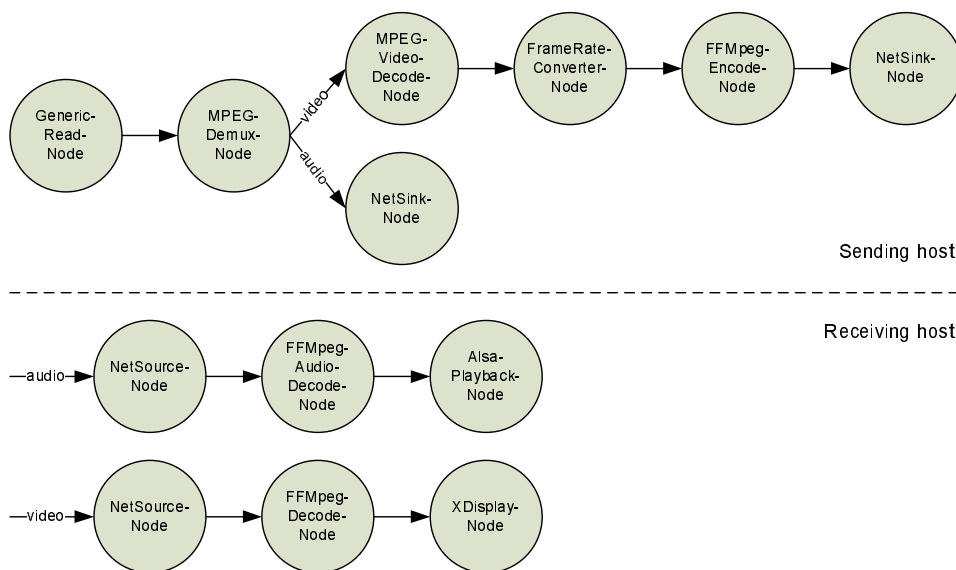 Generic-
Read-
Node
MPEG-
Demux-
Node
video
audio
MPEG-
Video-
Decode-
Node
FrameRate-
Converter-
Node
FFMpeg-
Encode-
Node
NetSink-
Node
NetSink-
Node
Sending host
Receiving host
audio
NetSource-
Node
FFMpeg-
Audio-
Decode-
Node
Alsa-
Playback-
Node
video
NetSource-
Node
FFMpeg-
Decode-
Node
XDisplay-
Node